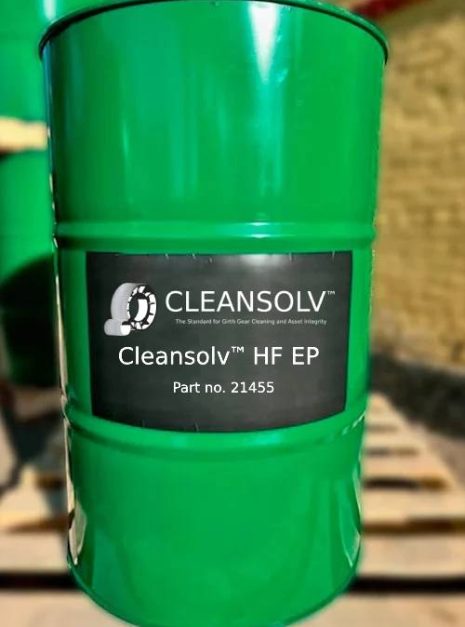 CLEANSOLV™
The Standard for Girth Gear Cleaning and Asset Integrity
Cleansolv™ HF EP
Part no. 21455